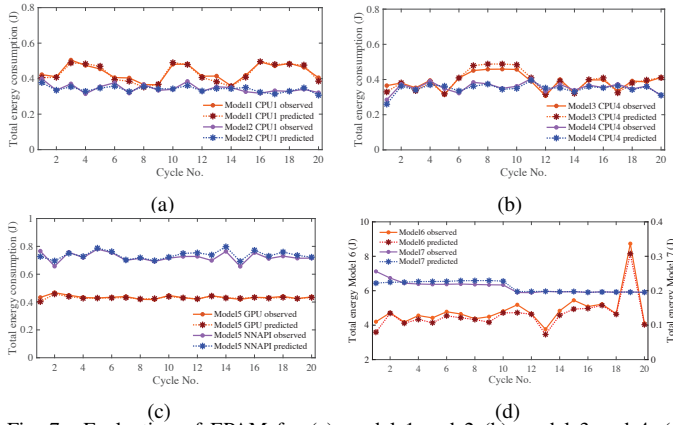 Total energy consumption (J)
0.8
0.6
0.4
0.2
0
Model1 CPU1 observed
Model1 CPU1 predicted
Model2 CPU1 observed
Model2 CPU1 predicted
2 4 6 8 10 12 14 16 18 20
Cycle No.
(a)
Total energy consumption (J)
0.8
0.6
0.4
0.2
0
Model3 CPU4 observed
Model3 CPU4 predicted
Model4 CPU4 observed
Model4 CPU4 predicted
2 4 6 8 10 12 14 16 18 20
Cycle No.
(b)
Total energy consumption (J)
1
0.8
0.6
0.4
0.2
0
Model5 GPU observed
Model5 GPU predicted
Model5 NNAPI observed
Model5 NNAPI predicted
2 4 6 8 10 12 14 16 18 20
Cycle No.
(c)
Total energy Model 6 (J)
10
8
6
4
2
Model6 observed
Model6 predicted
Model7 observed
Model7 predicted
0.4
0.3
0.2
0.1
0
Total energy Model 7 (J)
2 4 6 8 10 12 14 16 18 20
Cycle No.
(d)